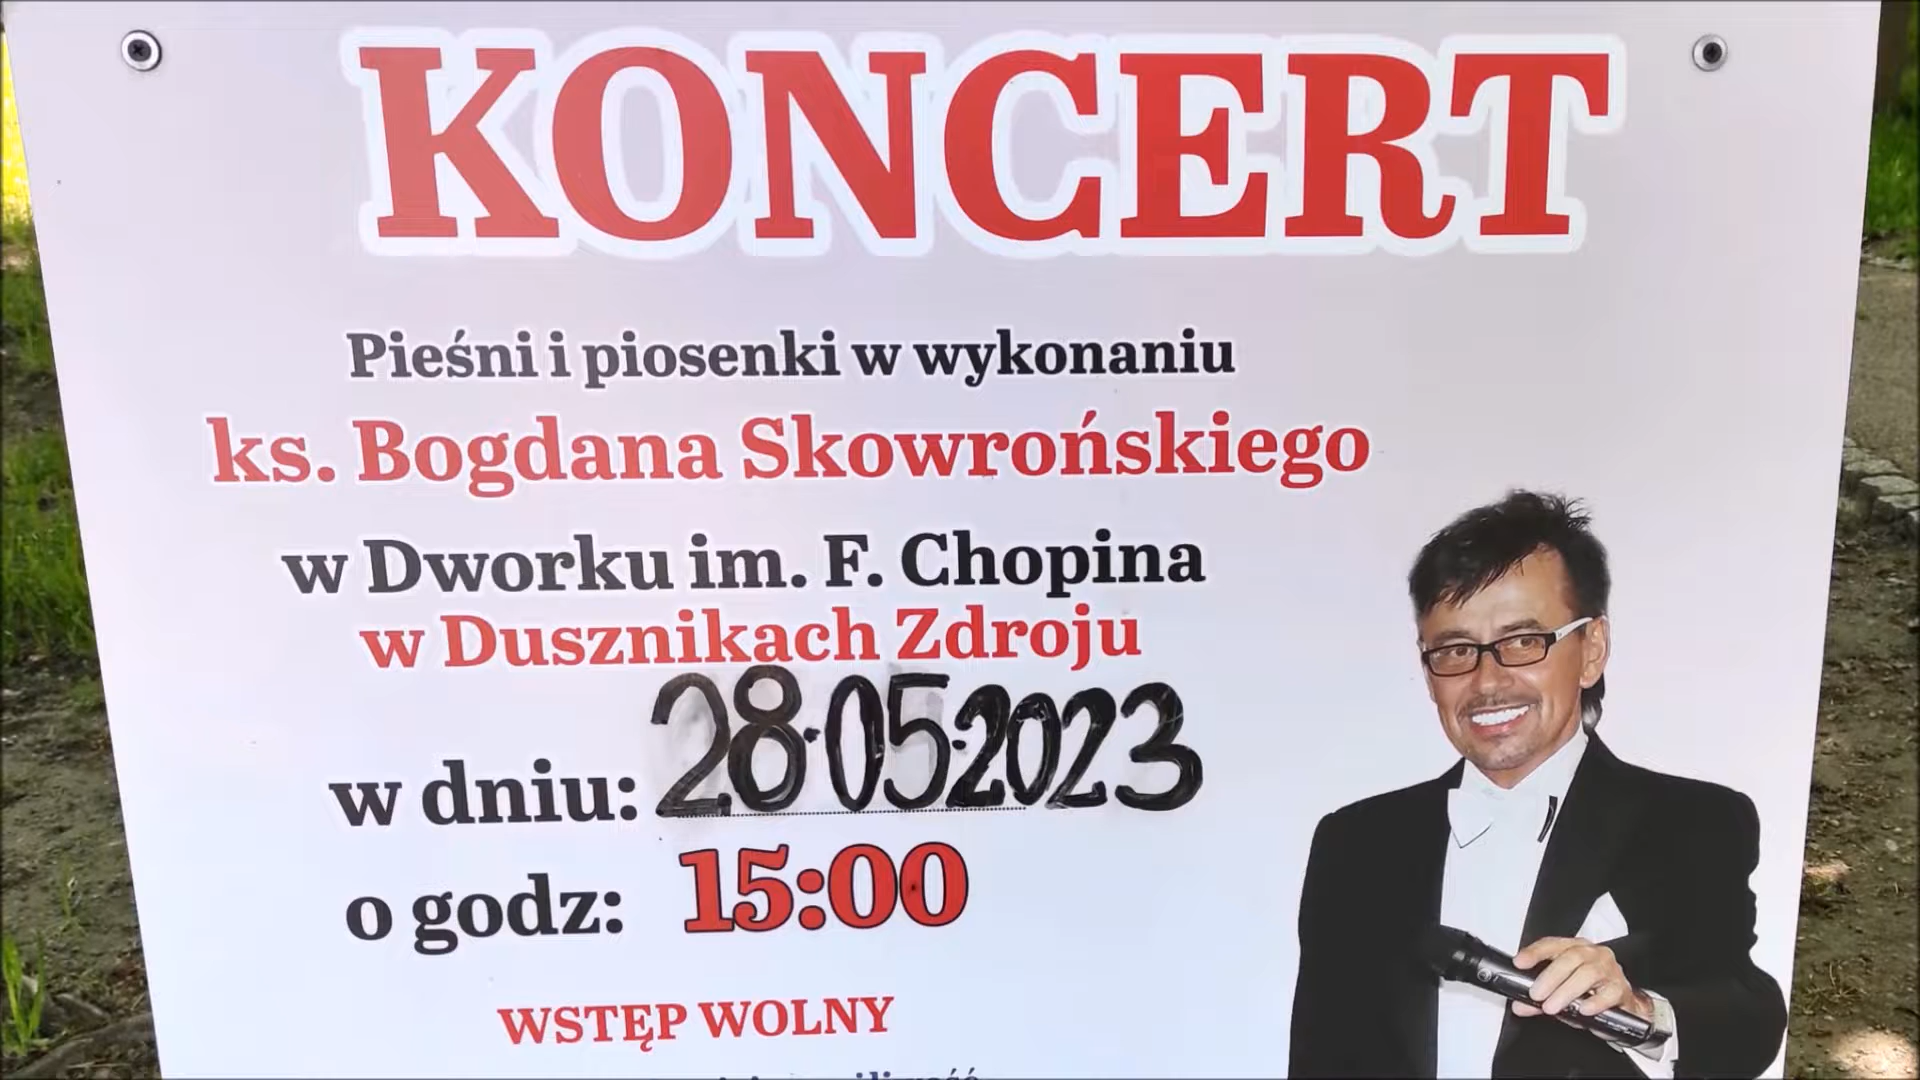 KONCERT
Pieśni i piosenki w wykonaniu
ks. Bogdana Skowrońskiego
w Dworku im. F. Chopina
w Dusznikach Zdroju
w dniu: 28.05.2023
o godz: 15:00
WSTĘP WOLNY